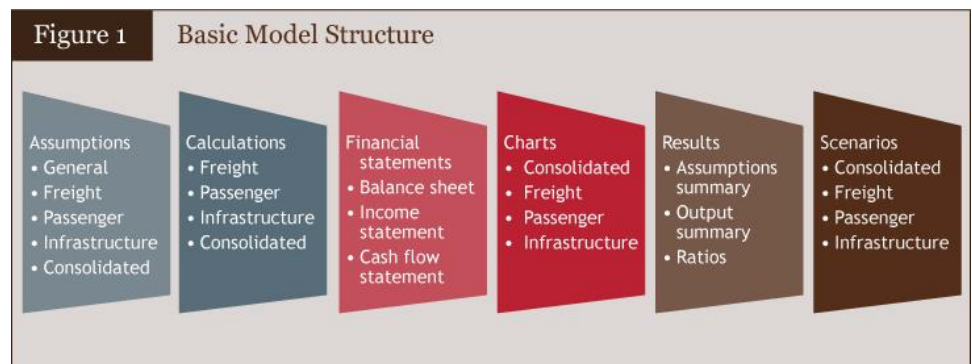 Figure 1
Basic Model Structure
Assumptions
• General
• Freight
• Passenger
• Infrastructure
• Consolidated
Calculations
• Freight
• Passenger
• Infrastructure
• Consolidated
Financial
statements
• Balance sheet
• Income
statement
• Cash flow
statement
Charts
• Consolidated
• Freight
• Passenger
• Infrastructure
Results
• Assumptions
summary
• Output
summary
• Ratios
Scenarios
• Consolidated
• Freight
• Passenger
• Infrastructure